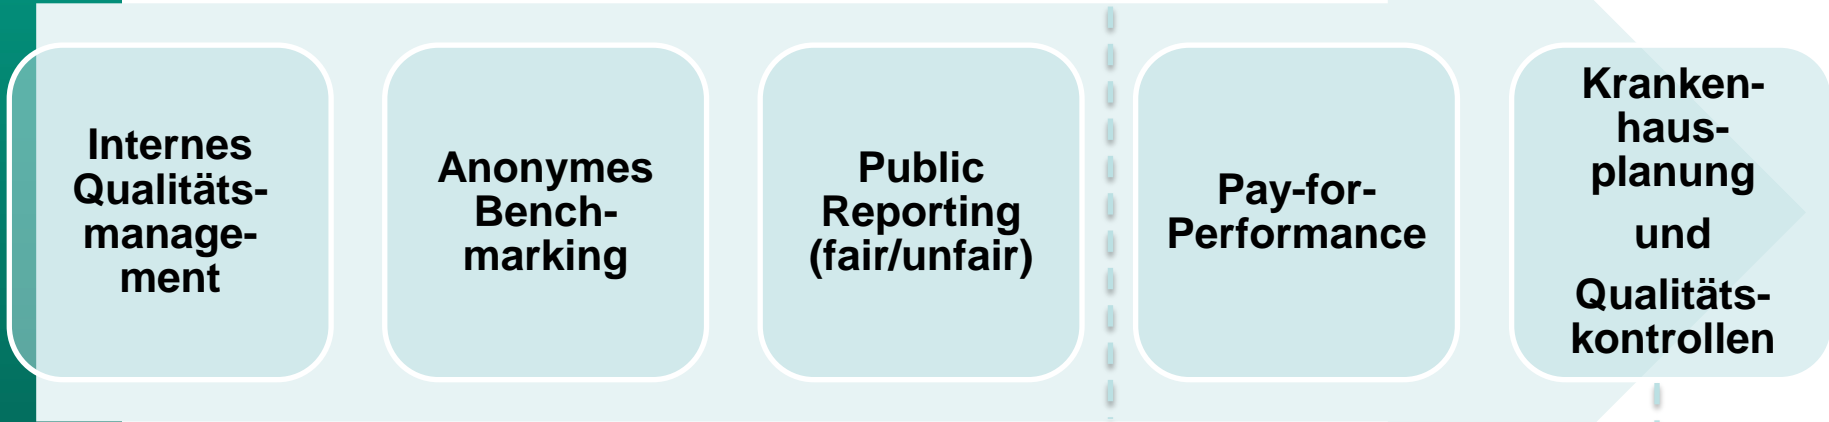 Internes
Qualitäts-
manage-
ment
Anonymes
Bench-
marking
Public
Reporting
(fair/unfair)
Pay-for-
Performance
Kranken-
haus-
planung
und
Qualitäts-
kontrollen